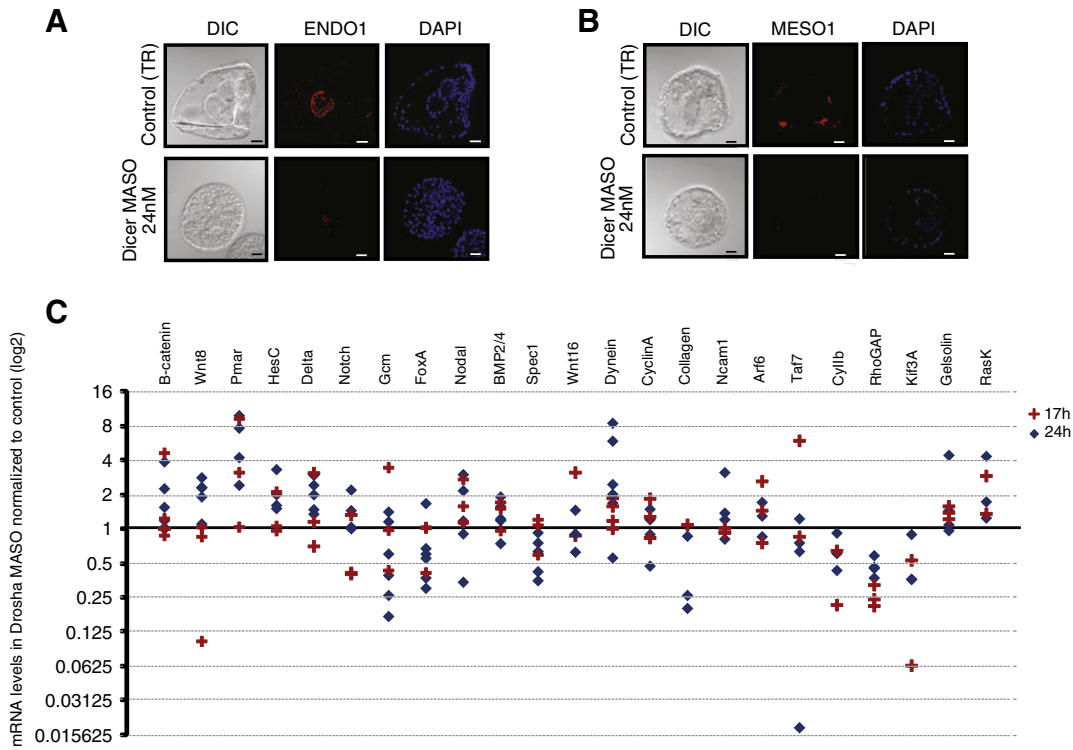 A
DIC ENDO1 DAPI
Control (TR)
Dicer MASO
24nM
B
DIC MESO1 DAPI
Control (TR)
Dicer MASO
24nM
C
mRNA levels in Drosha MASO normalized to control (log2)
B-catenin Wnt8 Pmar HesC Delta Notch Gcm FoxA Nodal BMP2/4 Spec1 Wnt16 Dynein CyclinA Collagen Ncam1 Arf6 Taf7 CyIIb RhoGAP Kif3A Gelsolin RasK
16
8
4
2
1
0.5
0.25
0.125
0.0625
0.03125
0.015625
17h
24h